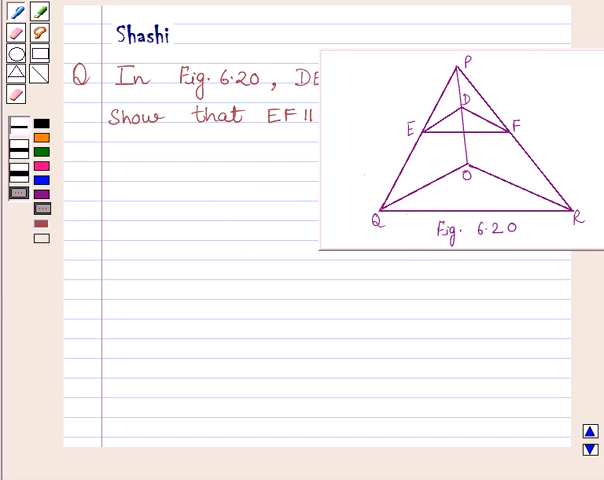 Shashi
Q In Fig. 6.20, DE
Show that EF ||
P
D
E
F
O
Q
R
Fig. 6.20